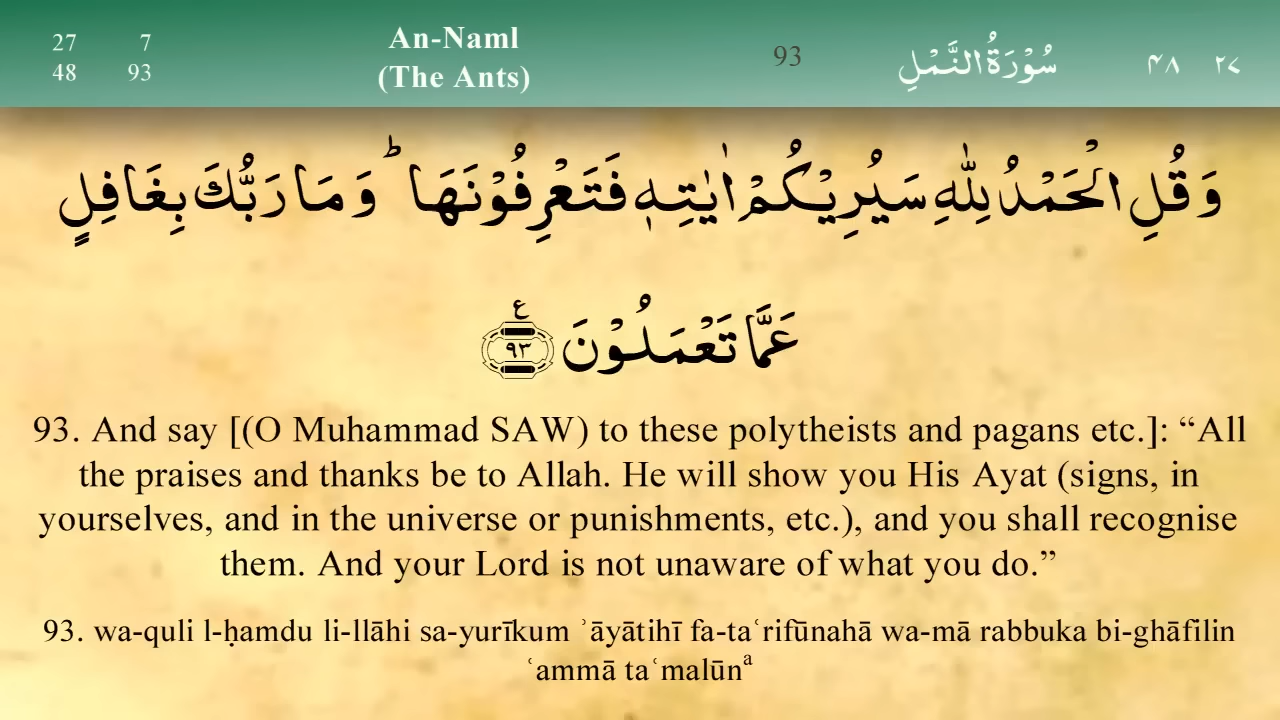 27 7
48 93
An-Naml
(The Ants)
93
سُوْرَةُ النَّمْلِ
۴۸ ۲۷
وَقُلِ الْحَمْدُ لِلّٰهِ سَيُرِيْكُمْ اٰيٰتِهٖ فَتَعْرِفُوْنَهَا ؕ وَمَا رَبُّكَ بِغَافِلٍ
عَمَّا تَعْمَلُوْنَ ع ۹۳
93. And say [(O Muhammad SAW) to these polytheists and pagans etc.]: “All
the praises and thanks be to Allah. He will show you His Ayat (signs, in
yourselves, and in the universe or punishments, etc.), and you shall recognise
them. And your Lord is not unaware of what you do.”
93. wa-quli l-ḥamdu li-llāhi sa-yurīkum ʾāyātihī fa-taʿrifūnahā wa-mā rabbuka bi-ghāfilin
ʿammā taʿmalūnᵃ